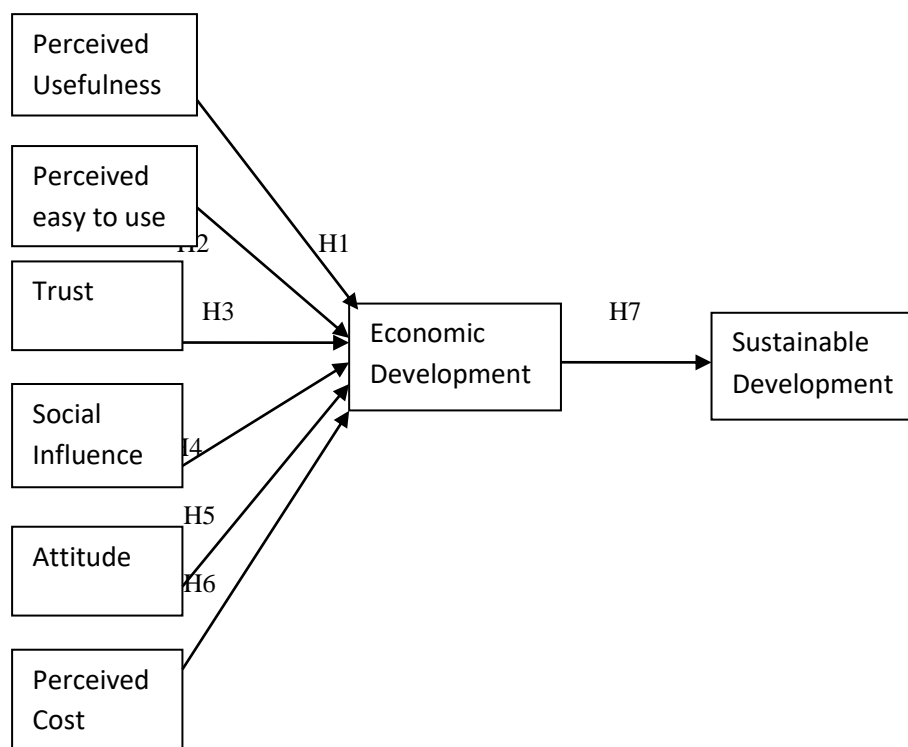 Perceived
Usefulness
Perceived
easy to use
H2
H1
Trust
H3
Economic
Development
H7
Sustainable
Development
Social
Influence
H4
H5
Attitude
H6
Perceived
Cost